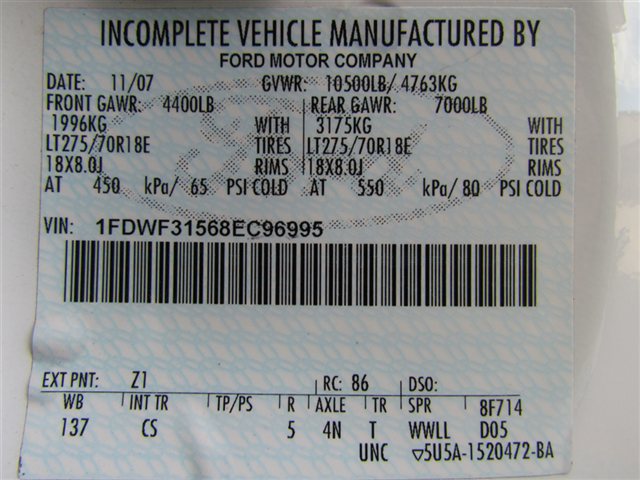 INCOMPLETE VEHICLE MANUFACTURED BY
FORD MOTOR COMPANY
DATE: 11/07 GVWR: 10500LB/ 4763KG
FRONT GAWR: 4400LB REAR GAWR: 7000LB
1996KG WITH 3175KG WITH
LT275/70R18E TIRES LT275/70R18E TIRES
18X8.0J RIMS 18X8.0J RIMS
AT 450 kPa/ 65 PSI COLD AT 550 kPa/ 80 PSI COLD
VIN: 1FDWF31568EC96995
EXT PNT: Z1 RC: 86 DSO:
WB INT TR TP/PS R AXLE TR SPR 8F714
137 CS 5 4N T WWLL D05
UNC ▽5U5A-1520472-BA